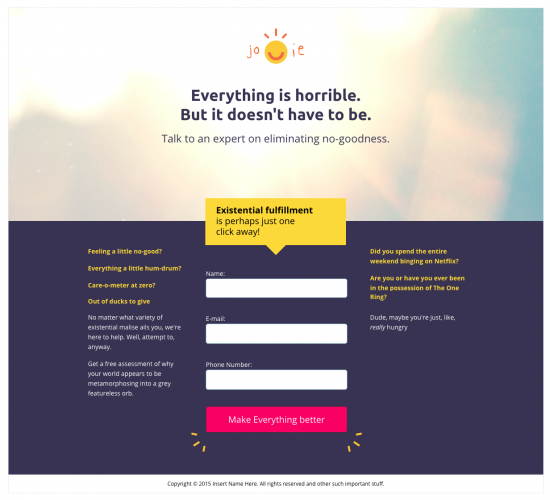 jo ie
Everything is horrible.
But it doesn't have to be.
Talk to an expert on eliminating no-goodness.
Existential fulfillment
is perhaps just one
click away!
Feeling a little no-good?
Everything a little hum-drum?
Care-o-meter at zero?
Out of ducks to give
No matter what variety of
existential malise ails you, we're
here to help. Well, attempt to,
anyway.
Get a free assessment of why
your world appears to be
metamorphosing into a grey
featureless orb.
Name:
E-mail:
Phone Number:
Make Everything better
Did you spend the entire
weekend binging on Netflix?
Are you or have you ever been
in the possession of The One
Ring?
Dude, maybe you're just, like,
really hungry
Copyright © 2015 Insert Name Here. All rights reserved and other such important stuff.